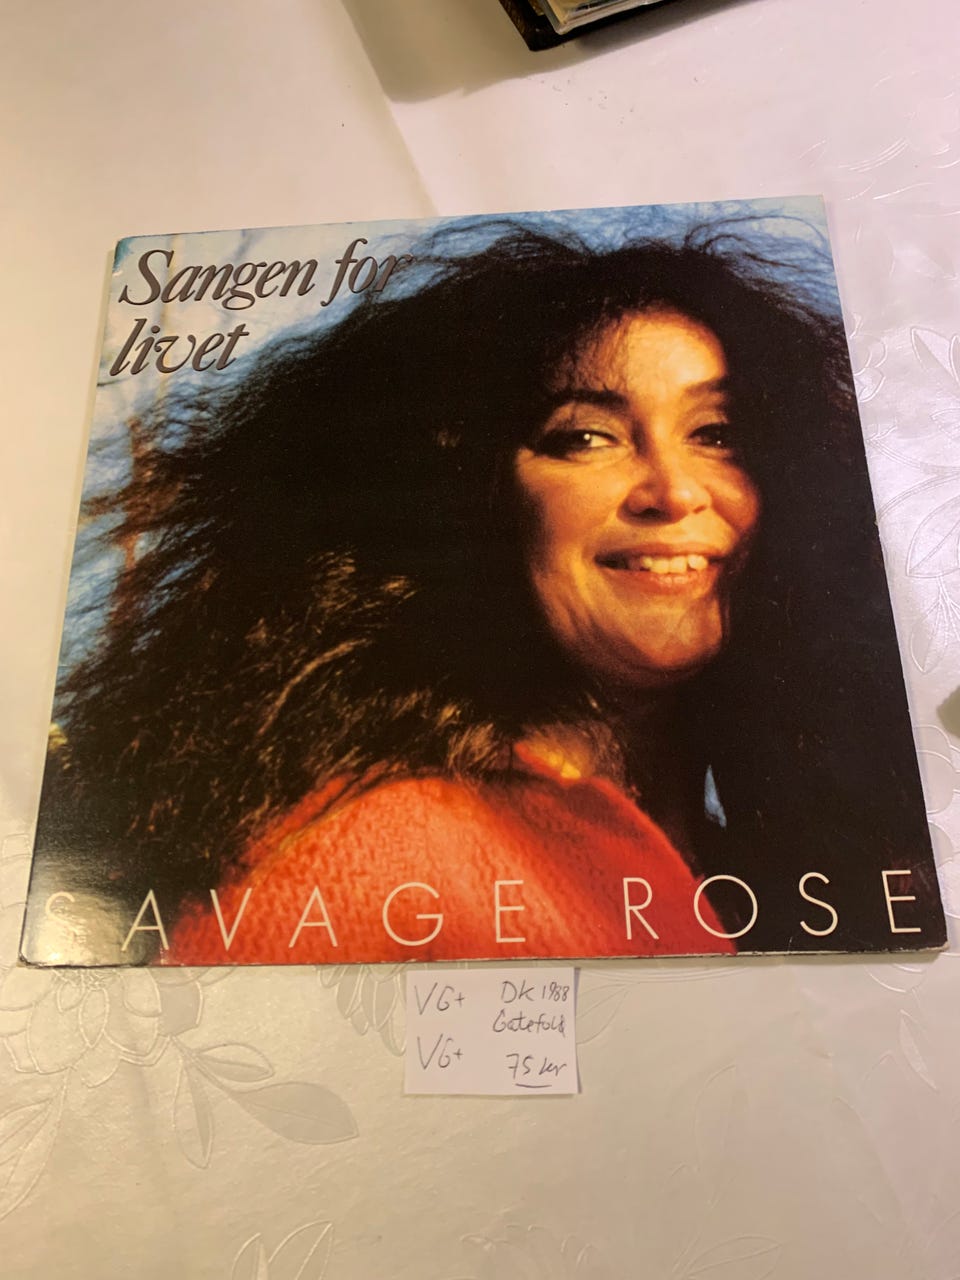 Sangen for
livet
SAVAGE ROSE
VG+ DK 1988
Gatefold
VG+
75 kr